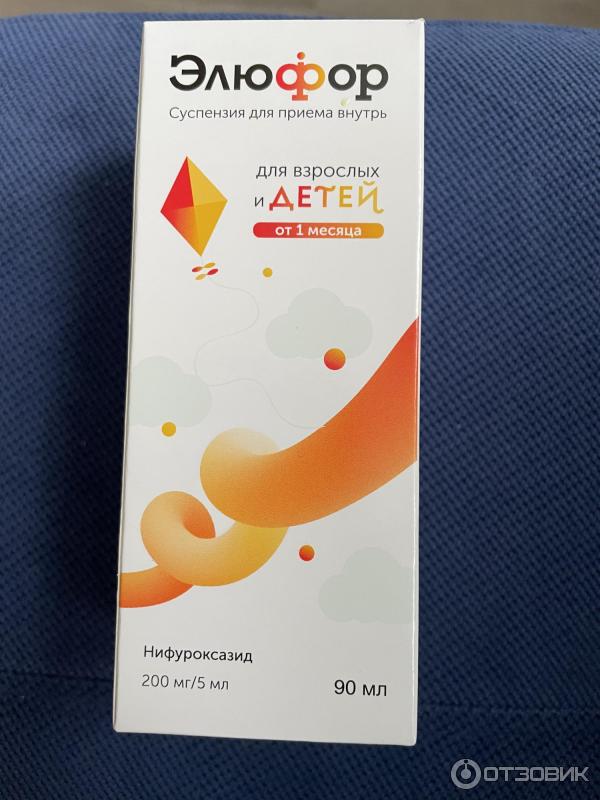 Элюфор
Суспензия для приема внутрь
для взрослых
и ДЕТЕЙ
от 1 месяца
Нифуроксазид
200 мг/5 мл
90 мл
ОТЗОВИК